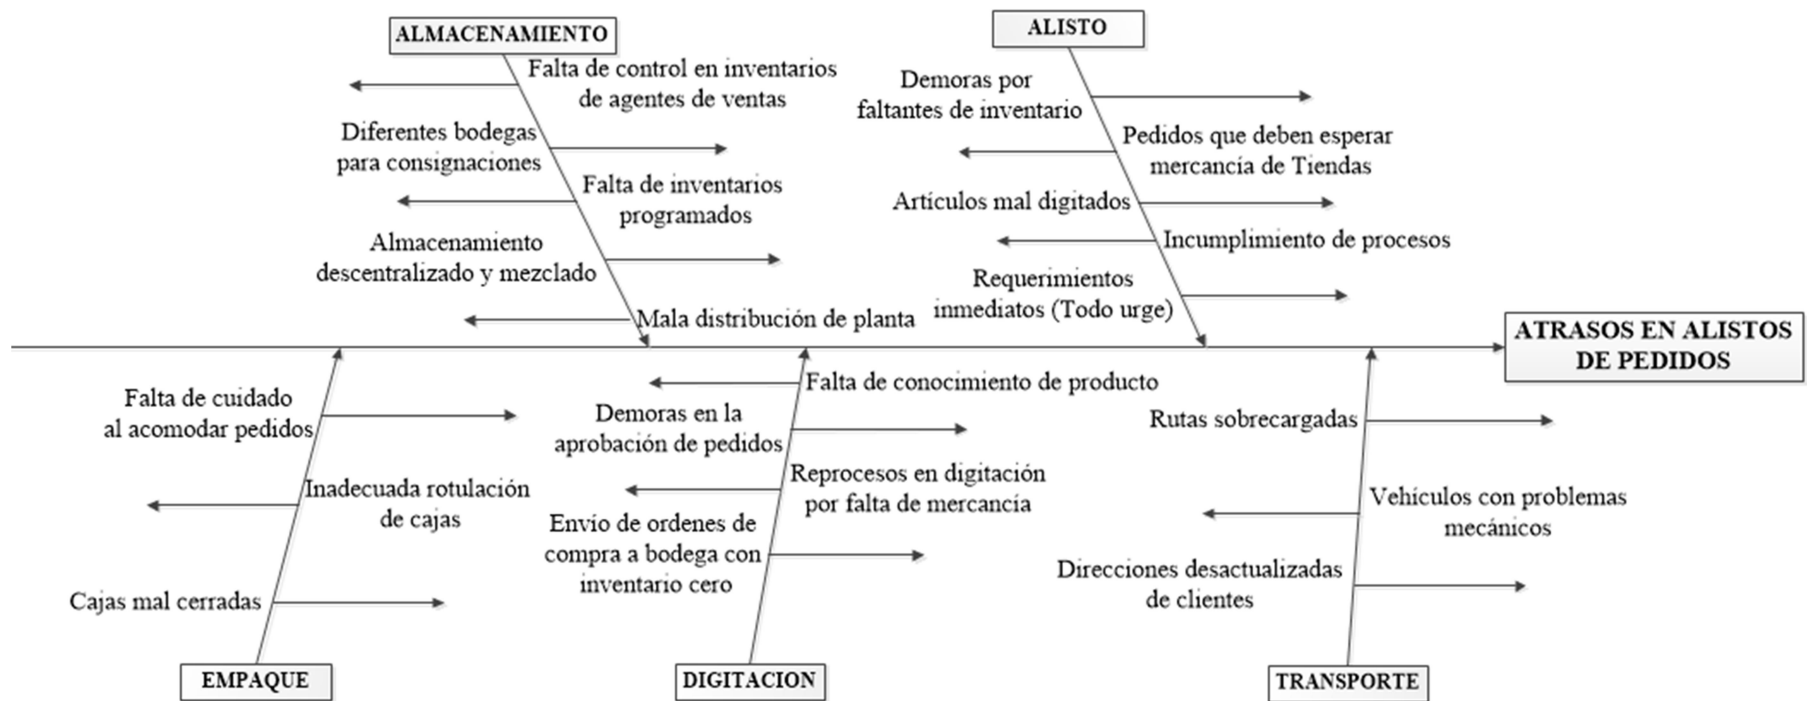 ALMACENAMIENTO
Falta de control en inventarios
de agentes de ventas
Diferentes bodegas
para consignaciones
Falta de inventarios
programados
Almacenamiento
descentralizado y mezclado
Mala distribución de planta
ALISTO
Demoras por
faltantes de inventario
Pedidos que deben esperar
mercancía de Tiendas
Artículos mal digitados
Incumplimiento de procesos
Requerimientos
inmediatos (Todo urge)
ATRASOS EN ALISTOS
DE PEDIDOS
Falta de cuidado
al acomodar pedidos
Inadecuada rotulación
de cajas
Cajas mal cerradas
EMPAQUE
Falta de conocimiento de producto
Demoras en la
aprobación de pedidos
Reprocesos en digitación
por falta de mercancía
Envío de ordenes de
compra a bodega con
inventario cero
DIGITACION
Rutas sobrecargadas
Vehículos con problemas
mecánicos
Direcciones desactualizadas
de clientes
TRANSPORTE